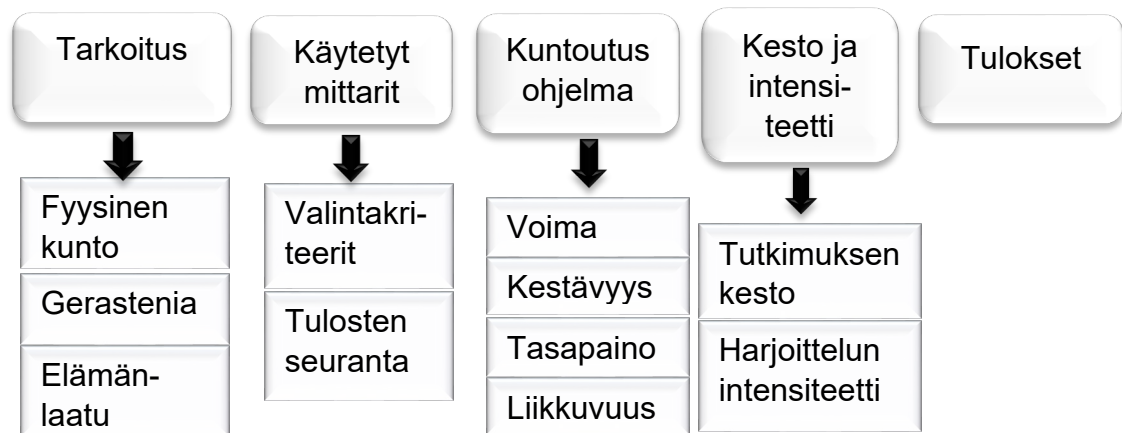 Tarkoitus
Fyysinen
kunto
Gerastenia
Elämän-
laatu
Käytetyt
mittarit
Valintakri-
teerit
Tulosten
seuranta
Kuntoutus
ohjelma
Voima
Kestävyys
Tasapaino
Liikkuvuus
Kesto ja
intensi-
teetti
Tutkimuksen
kesto
Harjoittelun
intensiteetti
Tulokset